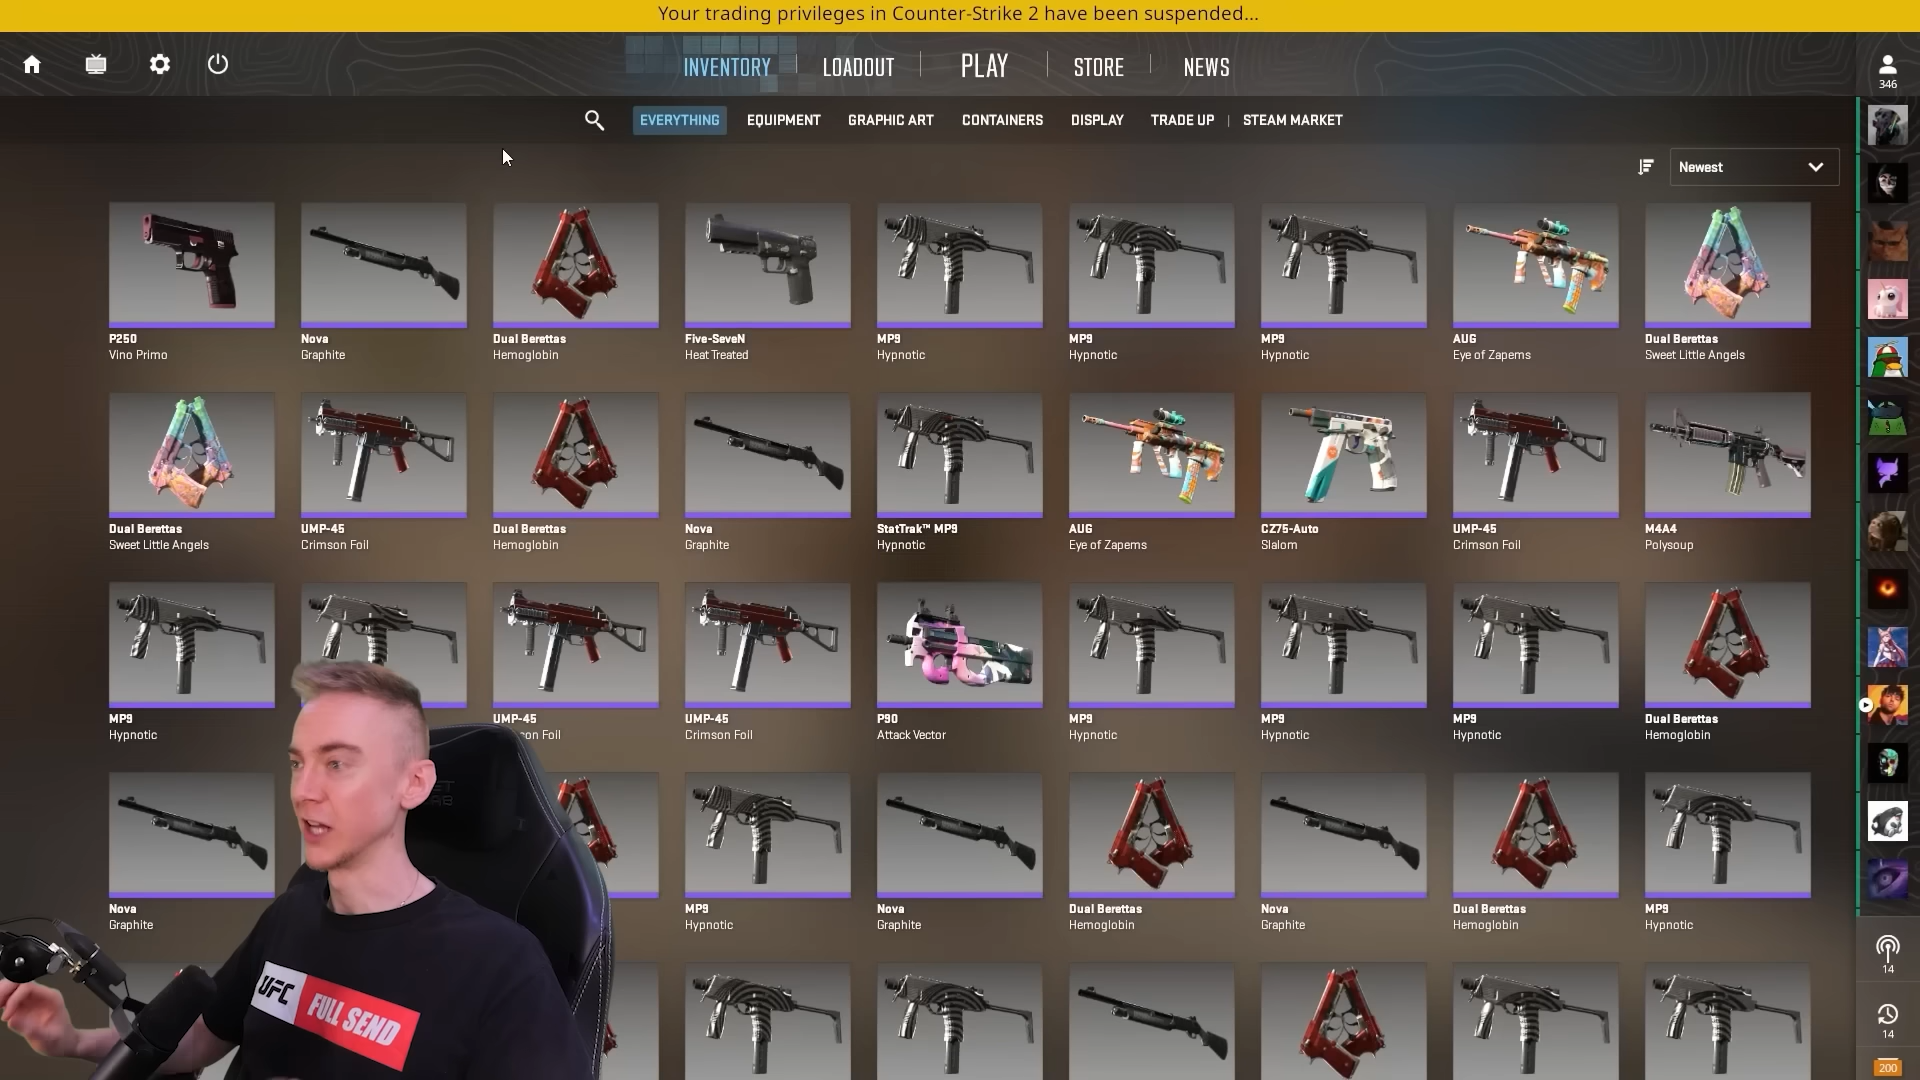 Your trading privileges in Counter-Strike 2 have been suspended...
INVENTORY LOADOUT PLAY STORE NEWS
346
EVERYTHING EQUIPMENT GRAPHIC ART CONTAINERS DISPLAY TRADE UP | STEAM MARKET
Newest
P250 Nova Dual Berettas Five-SeveN MP9 MP9 MP9 AUG Dual Berettas
Vino Primo Graphite Hemoglobin Heat Treated Hypnotic Hypnotic Hypnotic Eye of Zapems Sweet Little Angels
Dual Berettas UMP-45 Dual Berettas Nova StatTrak™ MP9 AUG CZ75-Auto UMP-45 M4A4
Sweet Little Angels Crimson Foil Hemoglobin Graphite Hypnotic Eye of Zapems Slalom Crimson Foil Polysoup
MP9 UMP-45 UMP-45 P90 MP9 MP9 MP9 Dual Berettas
Hypnotic son Foil Crimson Foil Attack Vector Hypnotic Hypnotic Hypnotic Hemoglobin
Nova MP9 Nova Dual Berettas Nova Dual Berettas MP9
Graphite Hypnotic Graphite Hemoglobin Graphite Hemoglobin Hypnotic
14
14
200
UFC FULL SEND